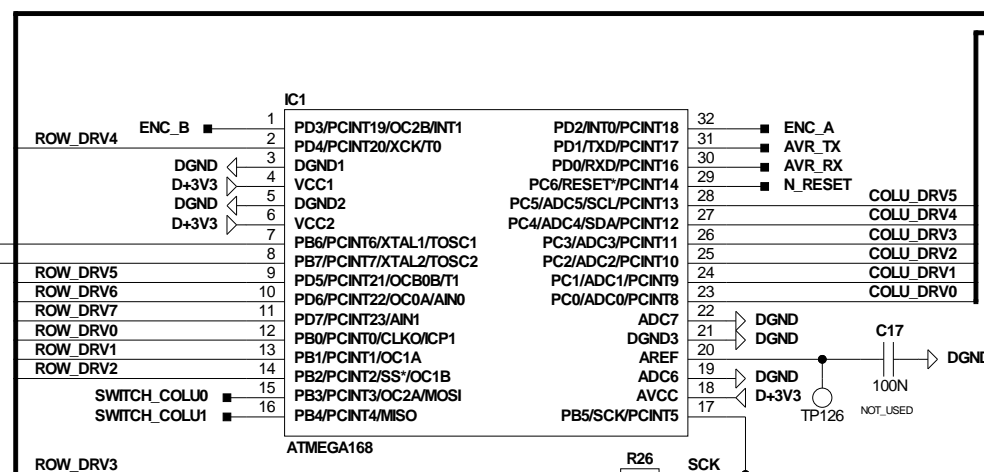 IC1
ENC_B 1 PD3/PCINT19/OC2B/INT1 PD2/INT0/PCINT18 32 ENC_A
ROW_DRV4 2 PD4/PCINT20/XCK/T0 PD1/TXD/PCINT17 31 AVR_TX
DGND 3 DGND1 PD0/RXD/PCINT16 30 AVR_RX
D+3V3 4 VCC1 PC6/RESET*/PCINT14 29 N_RESET
DGND 5 DGND2 PC5/ADC5/SCL/PCINT13 28 COLU_DRV5
D+3V3 6 VCC2 PC4/ADC4/SDA/PCINT12 27 COLU_DRV4
7 PB6/PCINT6/XTAL1/TOSC1 PC3/ADC3/PCINT11 26 COLU_DRV3
8 PB7/PCINT7/XTAL2/TOSC2 PC2/ADC2/PCINT10 25 COLU_DRV2
ROW_DRV5 9 PD5/PCINT21/OCB0B/T1 PC1/ADC1/PCINT9 24 COLU_DRV1
ROW_DRV6 10 PD6/PCINT22/OC0A/AIN0 PC0/ADC0/PCINT8 23 COLU_DRV0
ROW_DRV7 11 PD7/PCINT23/AIN1 ADC7 22 DGND
ROW_DRV0 12 PB0/PCINT0/CLKO/ICP1 DGND3 21 DGND C17
ROW_DRV1 13 PB1/PCINT1/OC1A AREF 20 DGND
ROW_DRV2 14 PB2/PCINT2/SS*/OC1B ADC6 19 DGND 100N
SWITCH_COLU0 15 PB3/PCINT3/OC2A/MOSI AVCC 18 D+3V3 TP126 NOT_USED
SWITCH_COLU1 16 PB4/PCINT4/MISO PB5/SCK/PCINT5 17
ATMEGA168
ROW_DRV3 R26 SCK